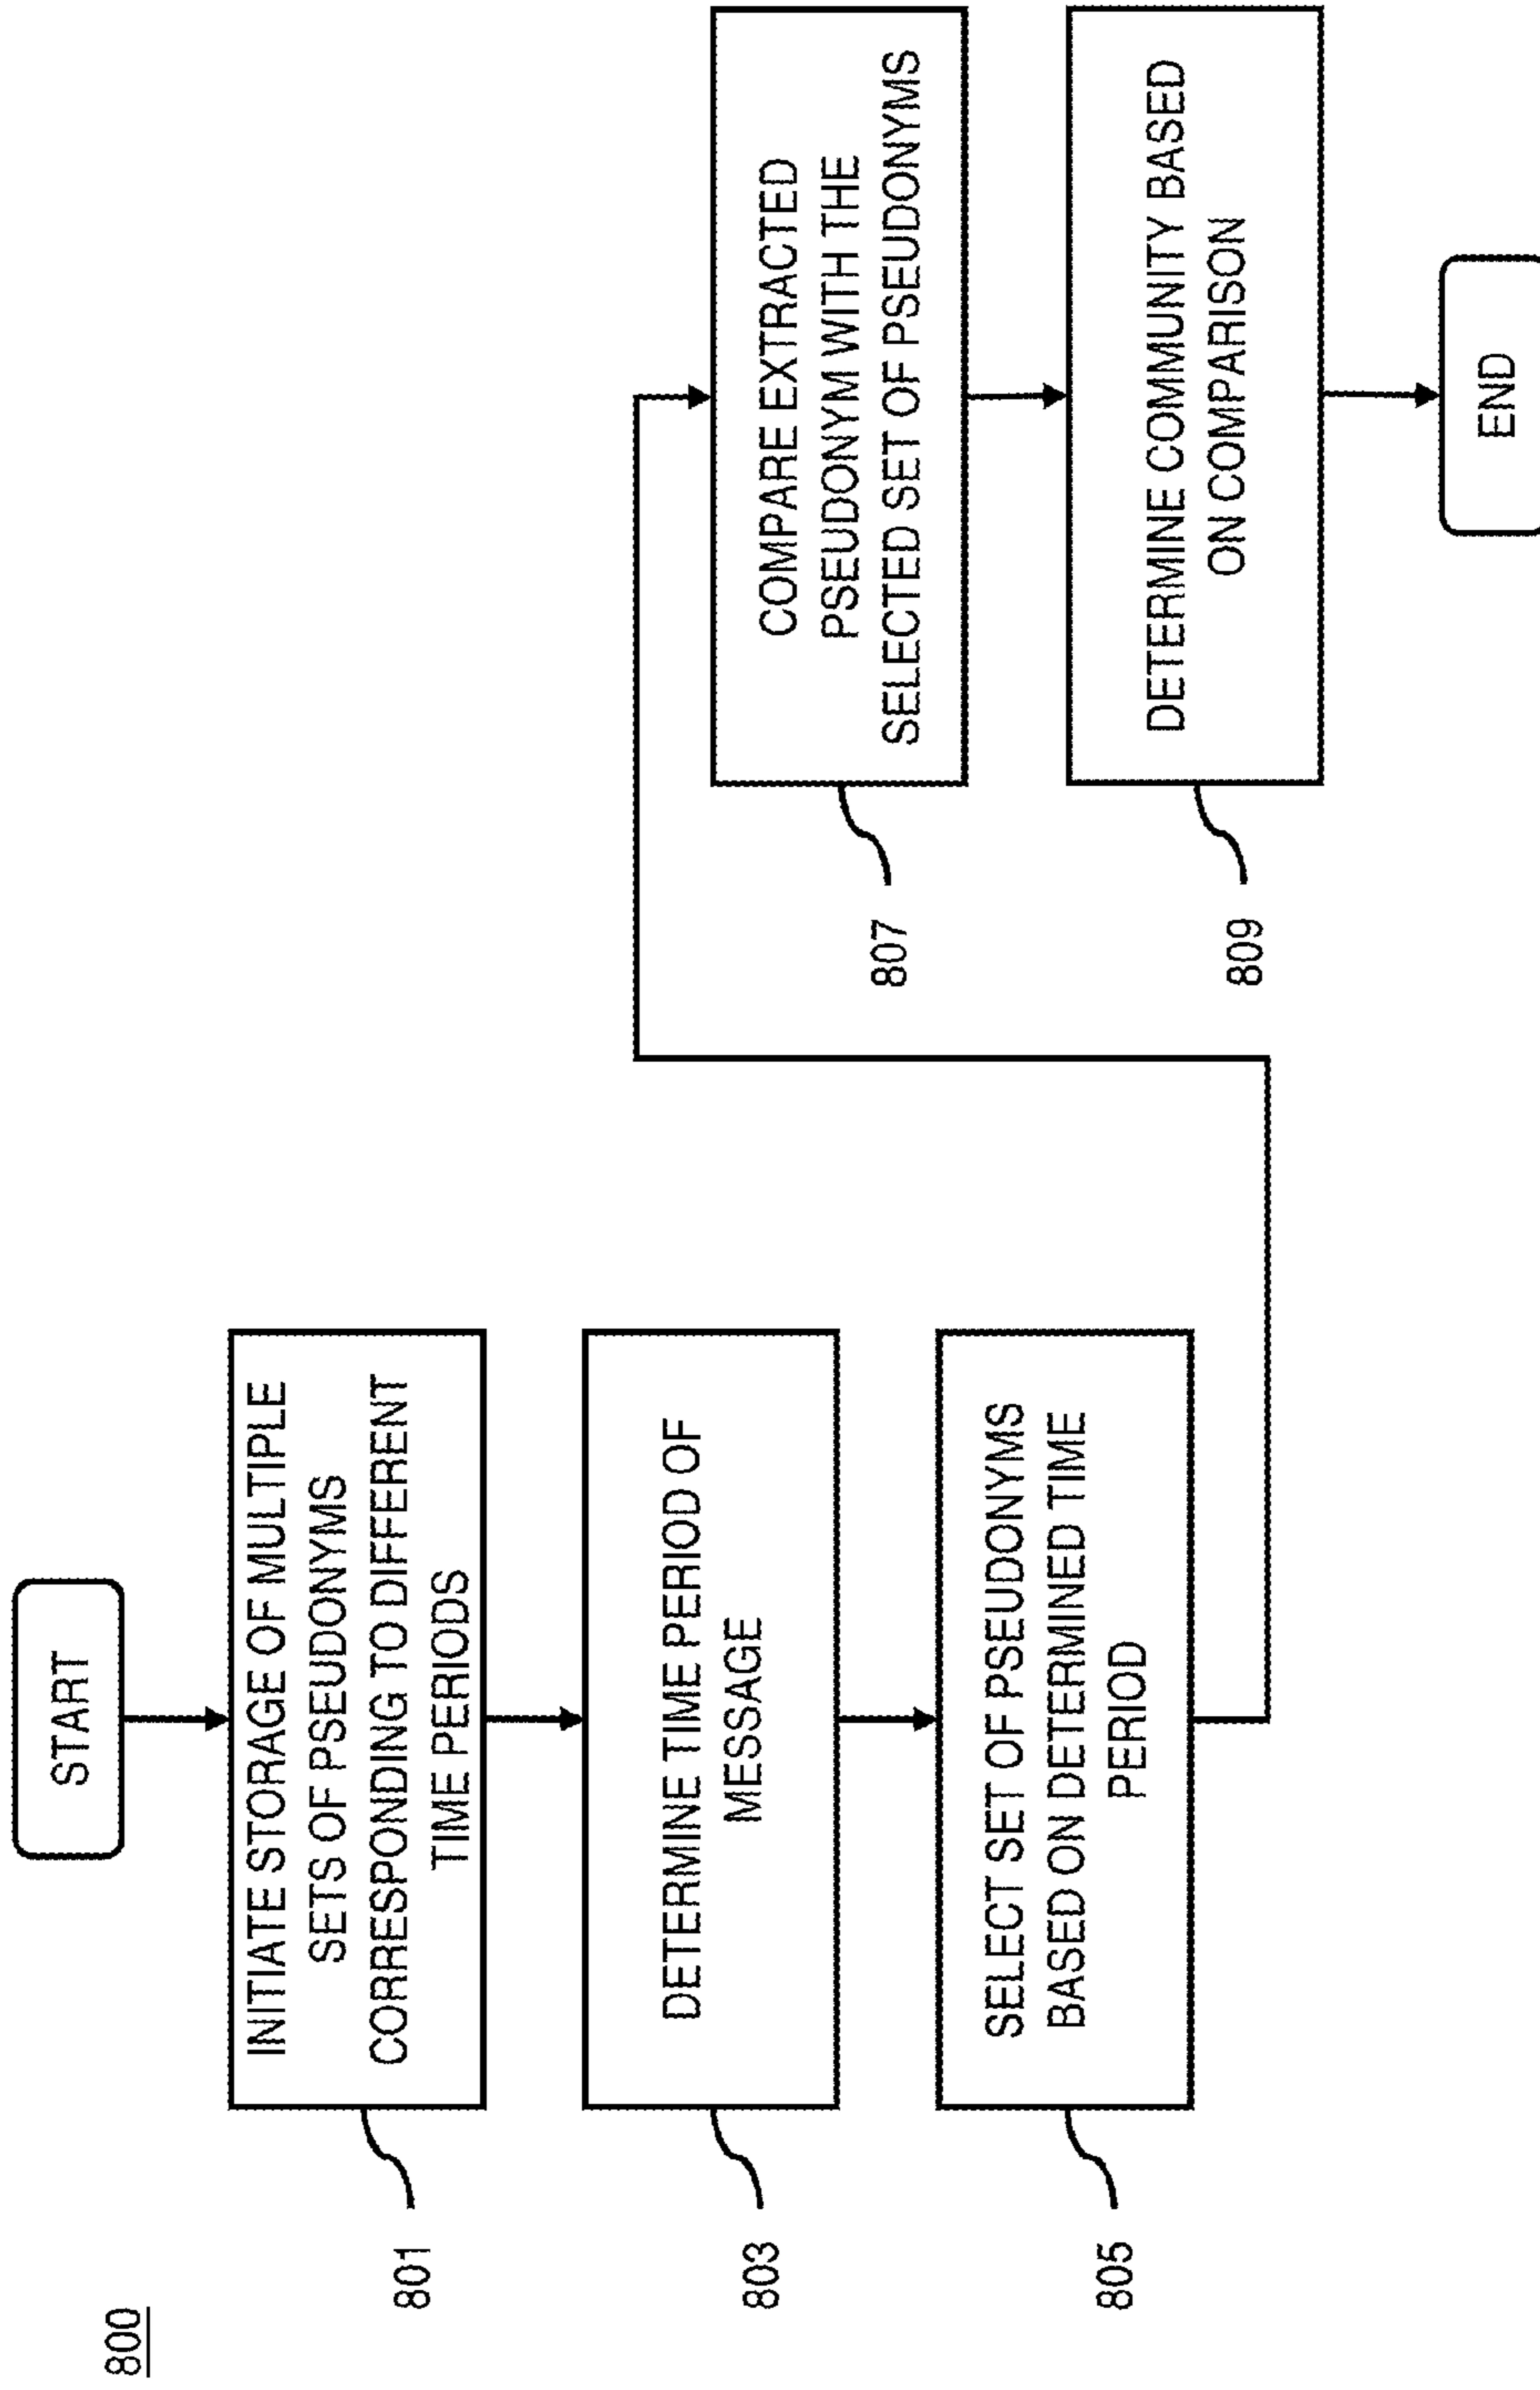 800
START
801
INITIATE STORAGE OF MULTIPLE
SETS OF PSEUDONYMS
CORRESPONDING TO DIFFERENT
TIME PERIODS
803
DETERMINE TIME PERIOD OF
MESSAGE
805
SELECT SET OF PSEUDONYMS
BASED ON DETERMINED TIME
PERIOD
807
COMPARE EXTRACTED
PSEUDONYM WITH THE
SELECTED SET OF PSEUDONYMS
809
DETERMINE COMMUNITY BASED
ON COMPARISON
END